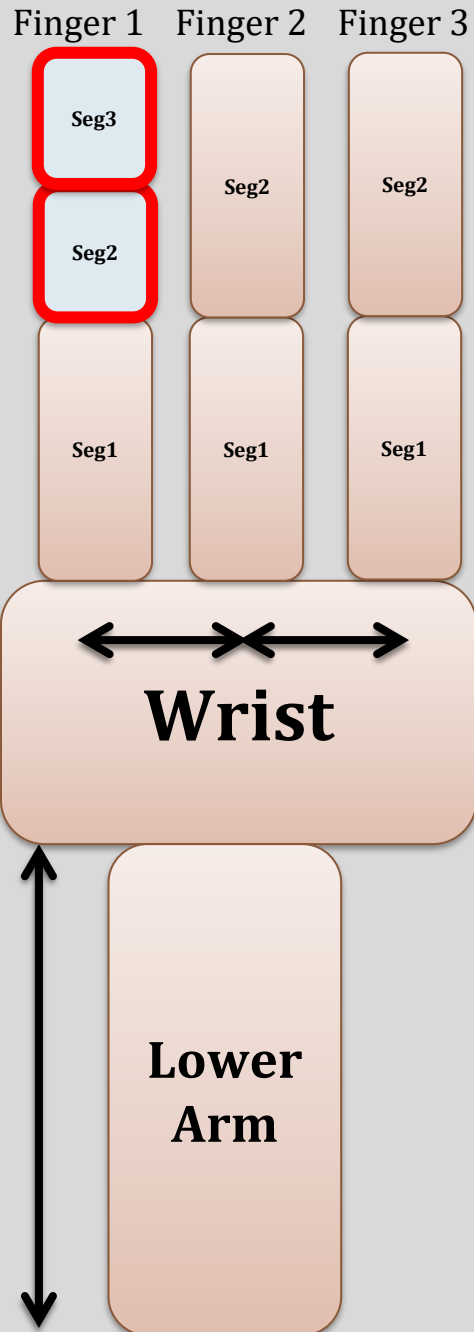 Finger 1 Finger 2 Finger 3
Seg3
Seg2 Seg2
Seg2
Seg1 Seg1 Seg1
Wrist
Lower
Arm